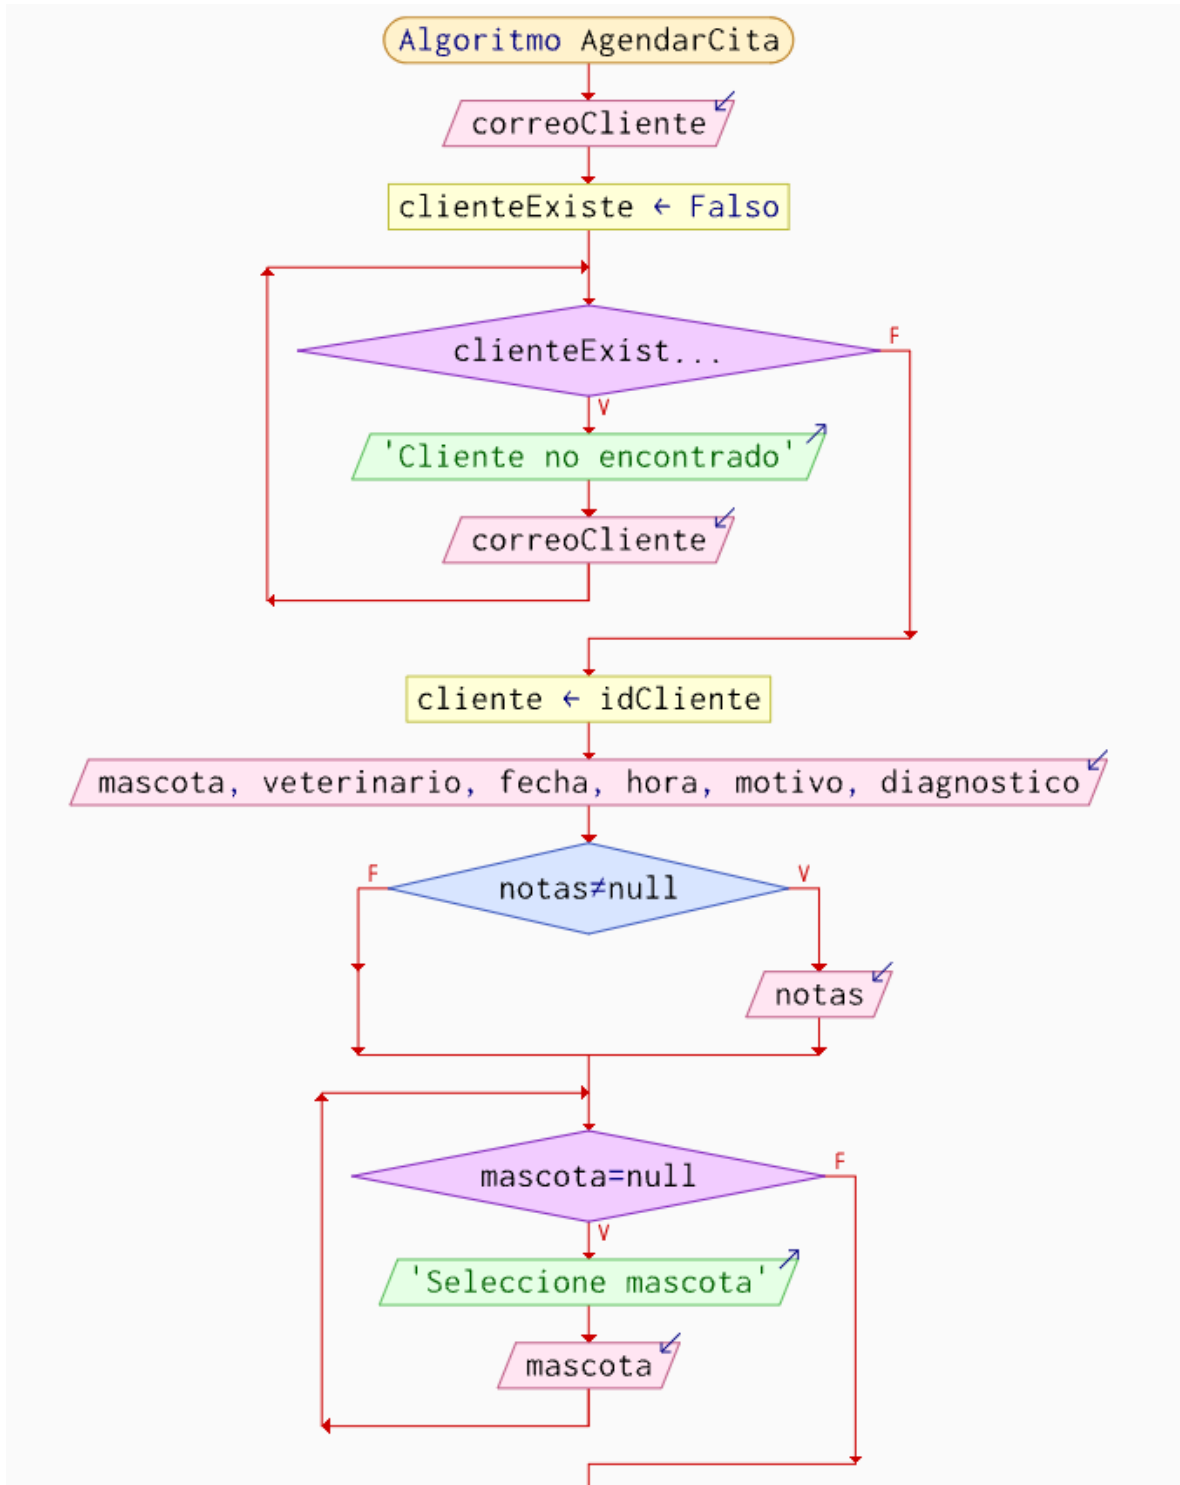 Algoritmo AgendarCita
correoCliente
clienteExiste ← Falso
clienteExist...
F
V
'Cliente no encontrado'
correoCliente
cliente ← idCliente
mascota, veterinario, fecha, hora, motivo, diagnostico
F
notas≠null
V
notas
mascota=null
F
V
'Seleccione mascota'
mascota